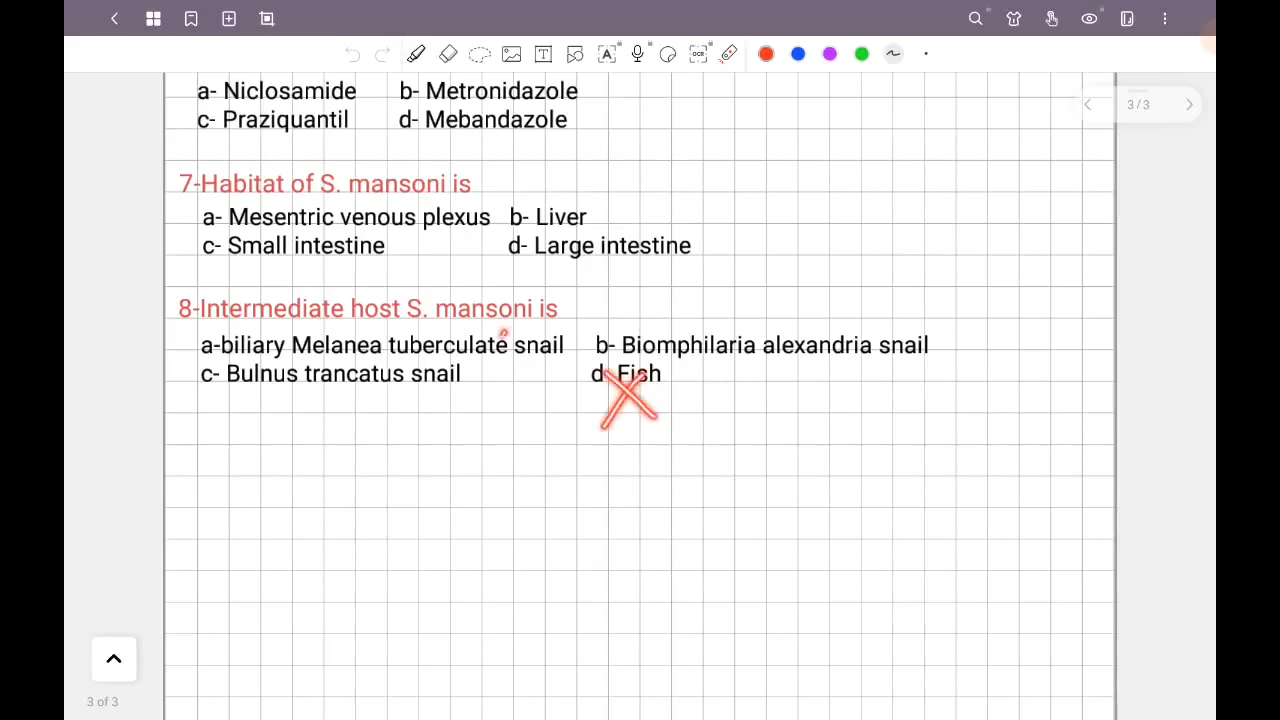 OCR
3/3
a- Niclosamide b- Metronidazole
c- Praziquantil d- Mebandazole
7-Habitat of S. mansoni is
a- Mesentric venous plexus b- Liver
c- Small intestine d- Large intestine
8-Intermediate host S. mansoni is
a-biliary Melanea tuberculate snail b- Biomphilaria alexandria snail
c- Bulnus trancatus snail d- Fish
3 of 3